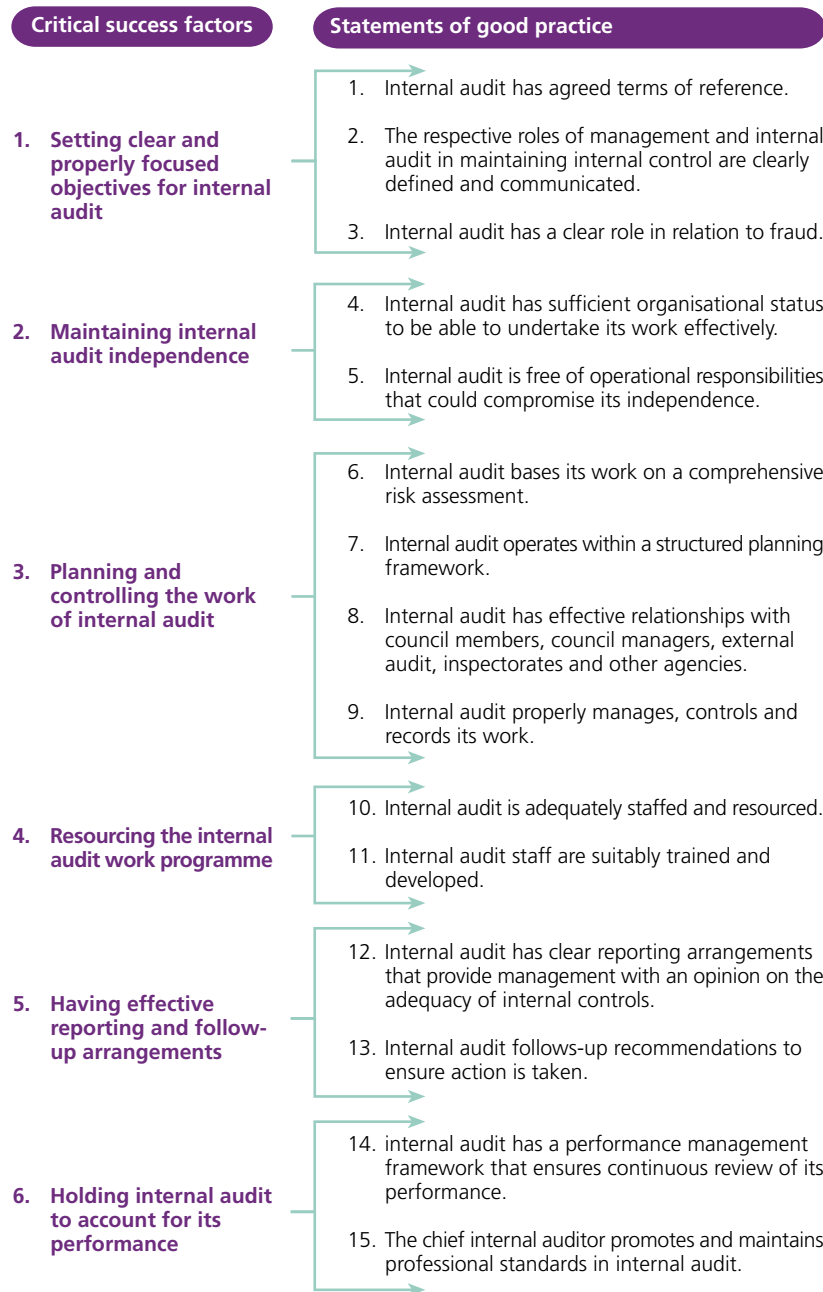 Critical success factors
Statements of good practice
1. Setting clear and
properly focused
objectives for internal
audit
1. Internal audit has agreed terms of reference.
2. The respective roles of management and internal
audit in maintaining internal control are clearly
defined and communicated.
3. Internal audit has a clear role in relation to fraud.
2. Maintaining internal
audit independence
4. Internal audit has sufficient organisational status
to be able to undertake its work effectively.
5. Internal audit is free of operational responsibilities
that could compromise its independence.
3. Planning and
controlling the work
of internal audit
6. Internal audit bases its work on a comprehensive
risk assessment.
7. Internal audit operates within a structured planning
framework.
8. Internal audit has effective relationships with
council members, council managers, external
audit, inspectorates and other agencies.
9. Internal audit properly manages, controls and
records its work.
4. Resourcing the internal
audit work programme
10. Internal audit is adequately staffed and resourced.
11. Internal audit staff are suitably trained and
developed.
5. Having effective
reporting and follow-
up arrangements
12. Internal audit has clear reporting arrangements
that provide management with an opinion on the
adequacy of internal controls.
13. Internal audit follows-up recommendations to
ensure action is taken.
6. Holding internal audit
to account for its
performance
14. internal audit has a performance management
framework that ensures continuous review of its
performance.
15. The chief internal auditor promotes and maintains
professional standards in internal audit.